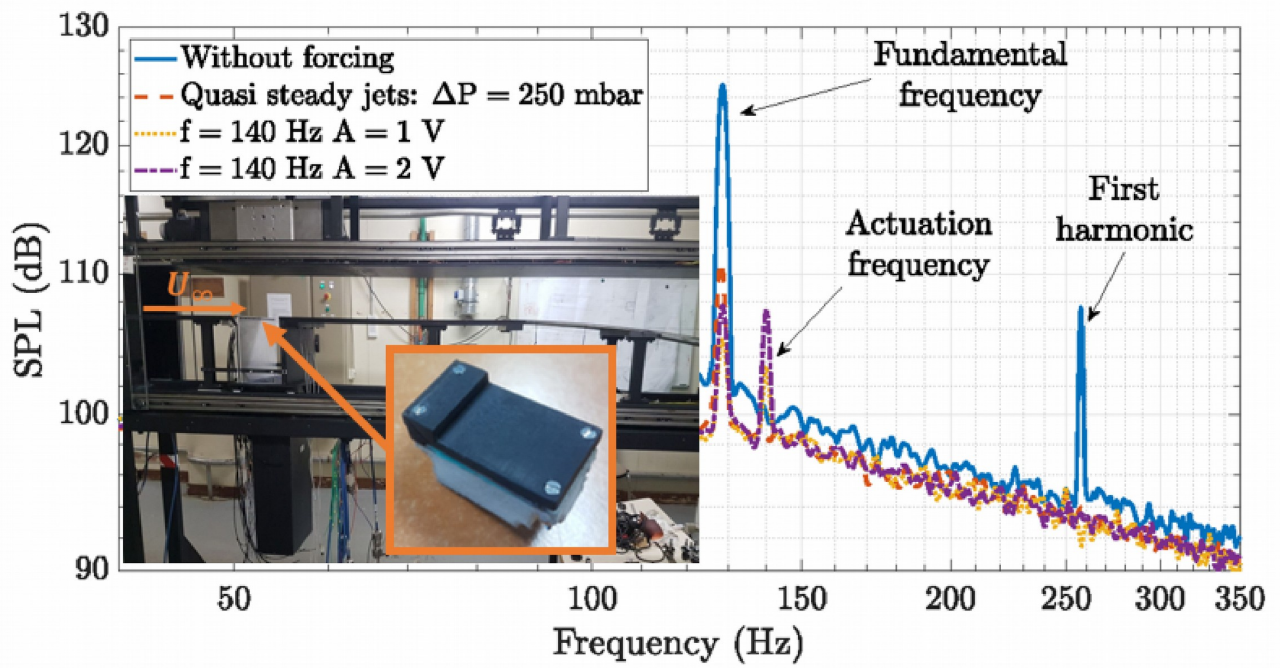 130
120
110
100
90
SPL (dB)
Without forcing
Quasi steady jets: ΔP = 250 mbar
f = 140 Hz A = 1 V
f = 140 Hz A = 2 V
U∞
Fundamental
frequency
Actuation
frequency
First
harmonic
50 100 150 200 250 300 350
Frequency (Hz)